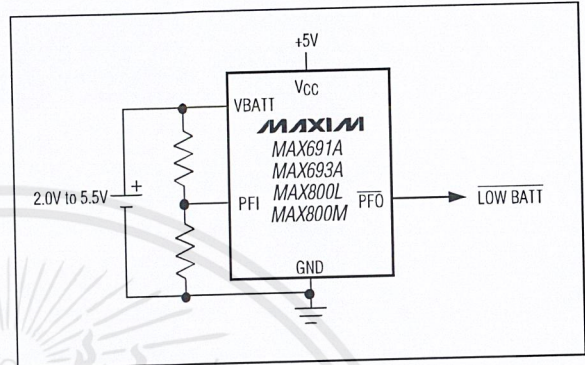 +5V
VCC
VBATT
MAXIM
MAX691A
MAX693A
MAX800L
MAX800M
2.0V to 5.5V
+
PFI
PFO
LOW BATT
GND